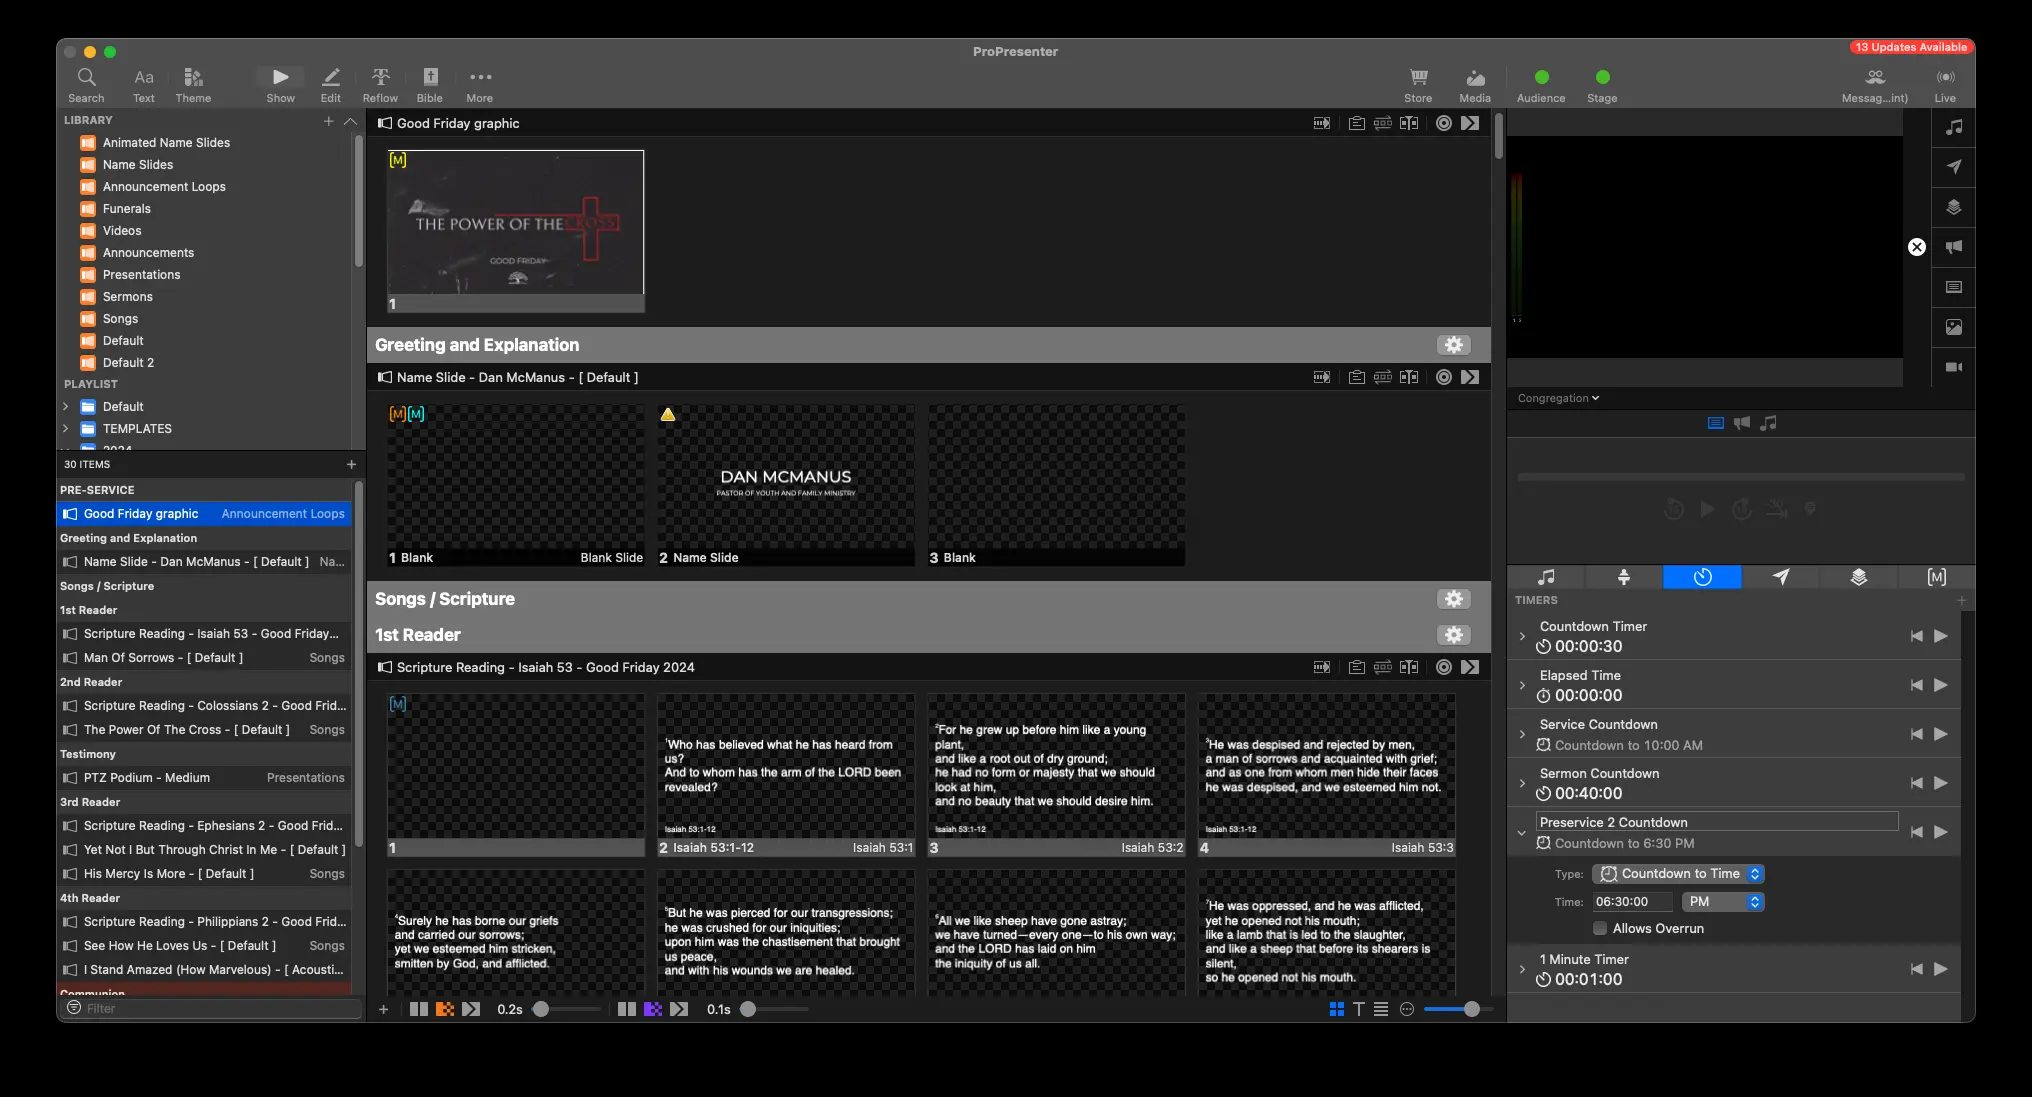 ProPresenter
13 Updates Available
Search
Text
Theme
Show
Edit
Reflow
Bible
More
Store
Media
Audience
Stage
Messag...int)
Live
LIBRARY
Animated Name Slides
Name Slides
Announcement Loops
Funerals
Videos
Announcements
Presentations
Sermons
Songs
Default
Default 2
PLAYLIST
Default
TEMPLATES
30 ITEMS
PRE-SERVICE
Good Friday graphic Announcement Loops
Greeting and Explanation
Name Slide - Dan McManus - [ Default ] Na...
Songs / Scripture
1st Reader
Scripture Reading - Isaiah 53 - Good Friday...
Man Of Sorrows - [ Default ] Songs
2nd Reader
Scripture Reading - Colossians 2 - Good Frid...
The Power Of The Cross - [ Default ] Songs
Testimony
PTZ Podium - Medium Presentations
3rd Reader
Scripture Reading - Ephesians 2 - Good Frid...
Yet Not I But Through Christ In Me - [ Default ]
His Mercy Is More - [ Default ] Songs
4th Reader
Scripture Reading - Philippians 2 - Good Frid...
See How He Loves Us - [ Default ] Songs
I Stand Amazed (How Marvelous) - [ Acousti...
Communion
Filter
Good Friday graphic
[M]
THE POWER OF THE CROSS
GOOD FRIDAY
1
Greeting and Explanation
Name Slide - Dan McManus - [ Default ]
[M][M]
1 Blank Blank Slide
DAN MCMANUS
PASTOR OF YOUTH AND FAMILY MINISTRY
2 Name Slide
3 Blank
Songs / Scripture
1st Reader
Scripture Reading - Isaiah 53 - Good Friday 2024
[M]
1
1Who has believed what he has heard from
us?
And to whom has the arm of the LORD been
revealed?
Isaiah 53:1-12
2 Isaiah 53:1-12 Isaiah 53:1
2For he grew up before him like a young
plant,
and like a root out of dry ground;
he had no form or majesty that we should
look at him,
and no beauty that we should desire him.
Isaiah 53:1-12
3 Isaiah 53:2
3He was despised and rejected by men,
a man of sorrows and acquainted with grief;
and as one from whom men hide their faces
he was despised, and we esteemed him not.
Isaiah 53:1-12
4 Isaiah 53:3
4Surely he has borne our griefs
and carried our sorrows;
yet we esteemed him stricken,
smitten by God, and afflicted.
5But he was pierced for our transgressions;
he was crushed for our iniquities;
upon him was the chastisement that brought
us peace,
and with his wounds we are healed.
6All we like sheep have gone astray;
we have turned—every one—to his own way;
and the LORD has laid on him
the iniquity of us all.
7He was oppressed, and he was afflicted,
yet he opened not his mouth;
like a lamb that is led to the slaughter,
and like a sheep that before its shearers is
silent,
so he opened not his mouth.
0.2s
0.1s
Congregation
[M]
TIMERS
Countdown Timer
00:00:30
Elapsed Time
00:00:00
Service Countdown
Countdown to 10:00 AM
Sermon Countdown
00:40:00
Preservice 2 Countdown
Countdown to 6:30 PM
Type: Countdown to Time
Time: 06:30:00 PM
Allows Overrun
1 Minute Timer
00:01:00